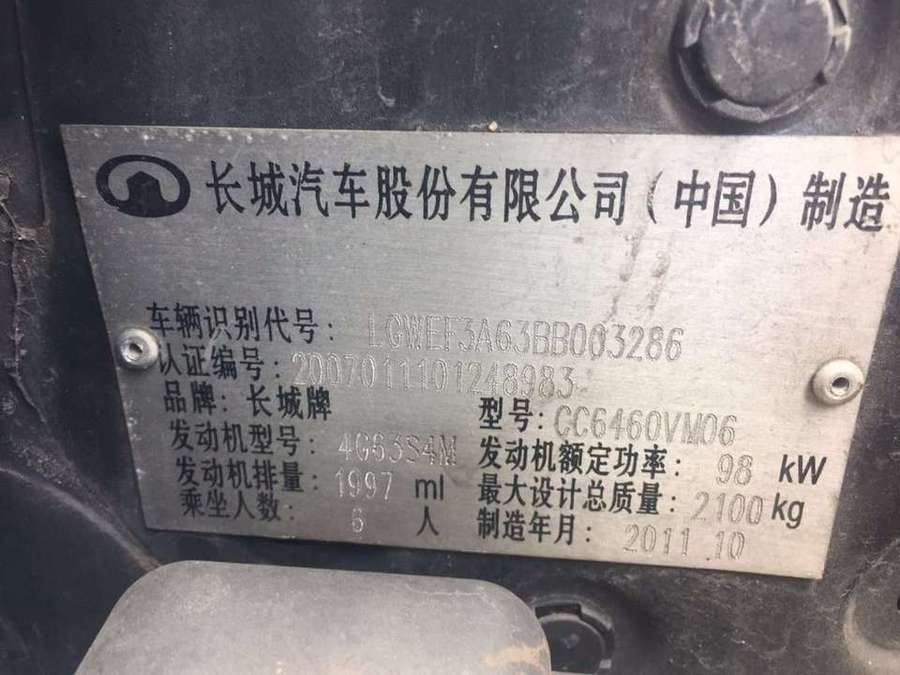 长城汽车股份有限公司（中国）制造
车辆识别代号：LGWEF3A63BB003286
认证编号：2007011101248983
品牌：长城牌 型号：CC6460VM06
发动机型号：4G63S4M 发动机额定功率：98 kW
发动机排量：1997 ml 最大设计总质量：2100 kg
乘坐人数：6 人 制造年月：2011.10